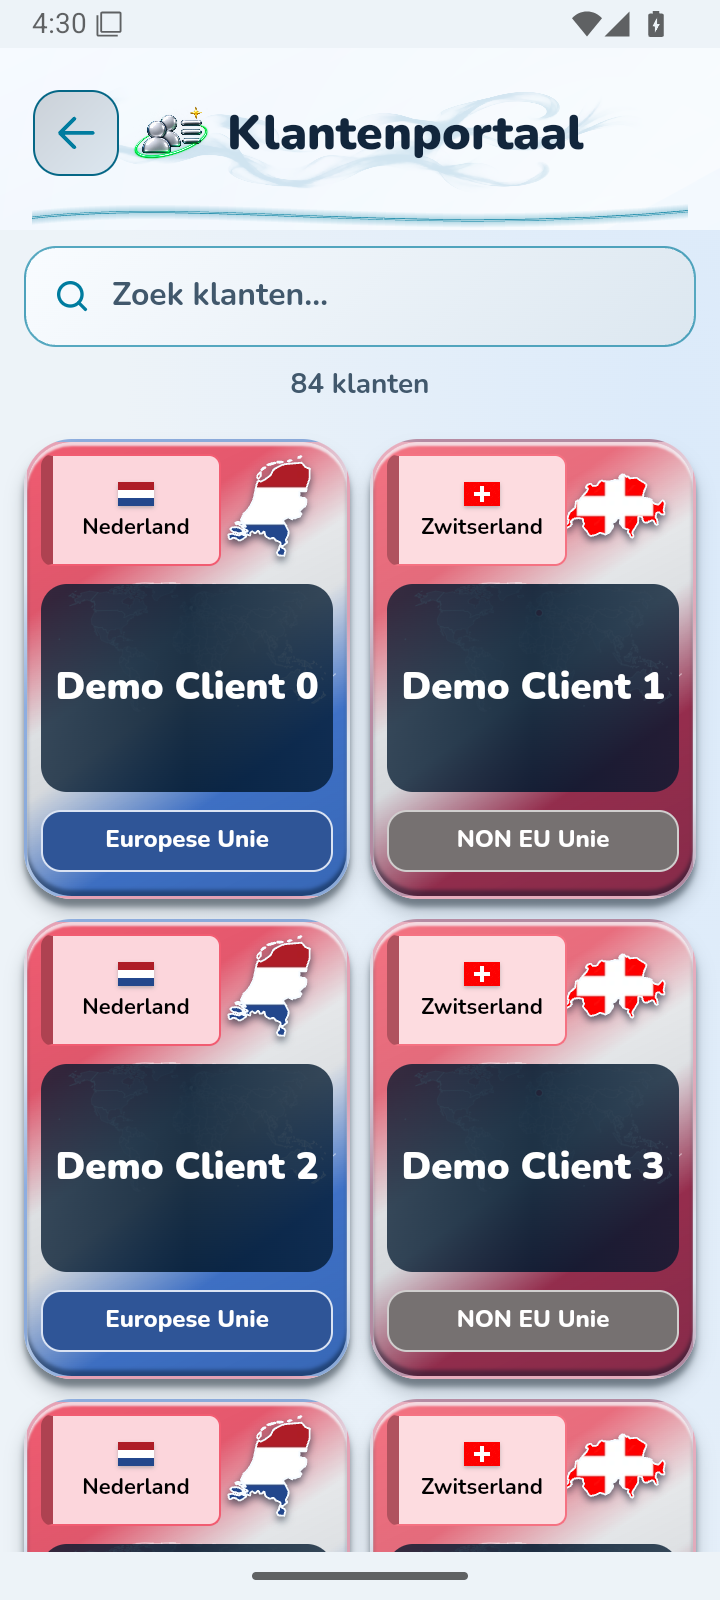 4:30
Klantenportaal
Zoek klanten...
84 klanten
Nederland
Zwitserland
Demo Client 0
Demo Client 1
Europese Unie
NON EU Unie
Nederland
Zwitserland
Demo Client 2
Demo Client 3
Europese Unie
NON EU Unie
Nederland
Zwitserland